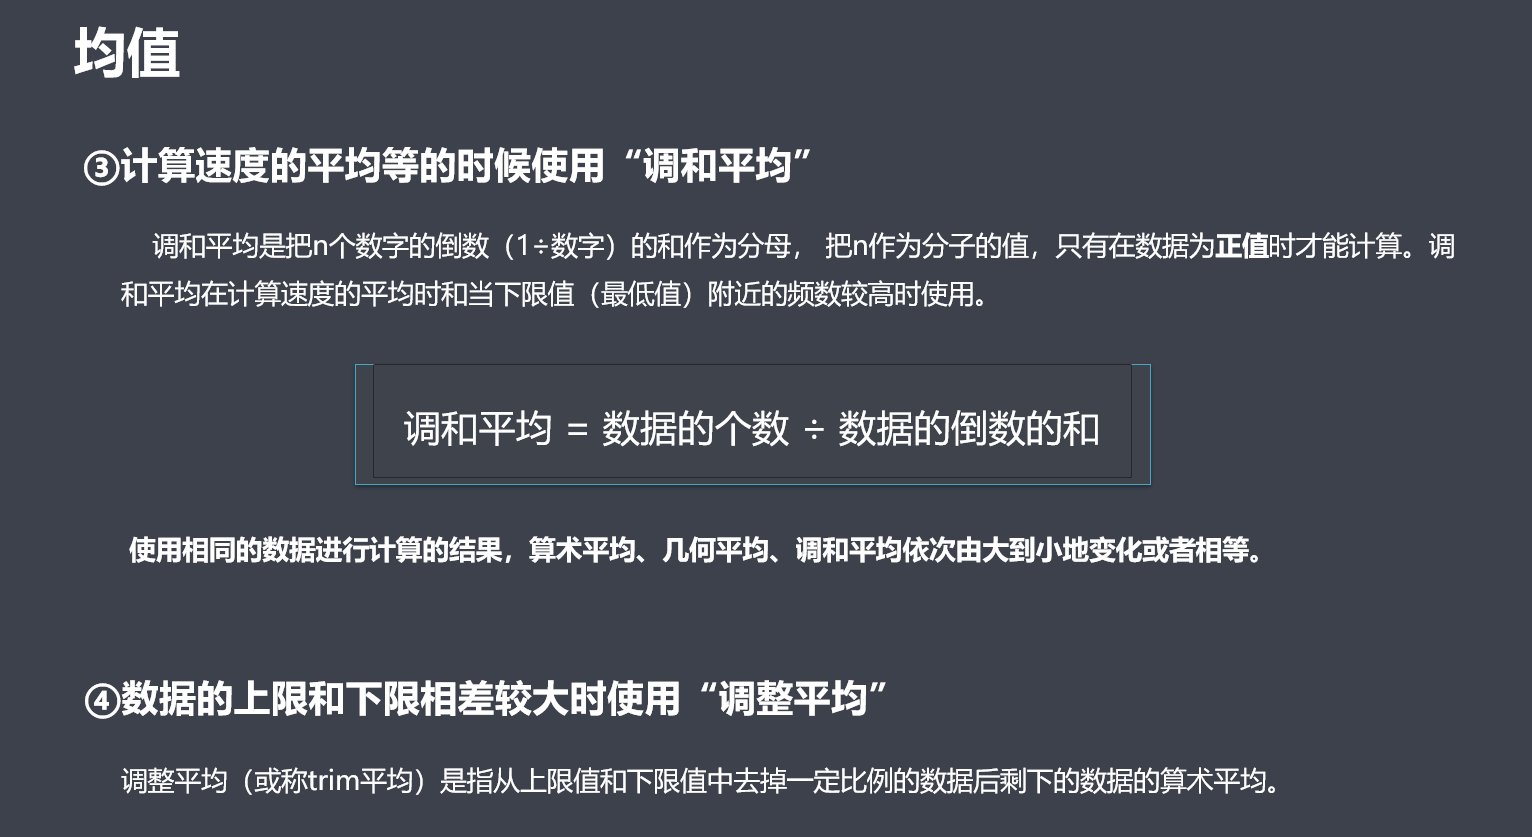 均值
③计算速度的平均等的时候使用“调和平均”
调和平均是把n个数字的倒数（1÷数字）的和作为分母， 把n作为分子的值，只有在数据为正值时才能计算。调
和平均在计算速度的平均时和当下限值（最低值）附近的频数较高时使用。
调和平均 = 数据的个数 ÷ 数据的倒数的和
使用相同的数据进行计算的结果，算术平均、几何平均、调和平均依次由大到小地变化或者相等。
④数据的上限和下限相差较大时使用“调整平均”
调整平均（或称trim平均）是指从上限值和下限值中去掉一定比例的数据后剩下的数据的算术平均。